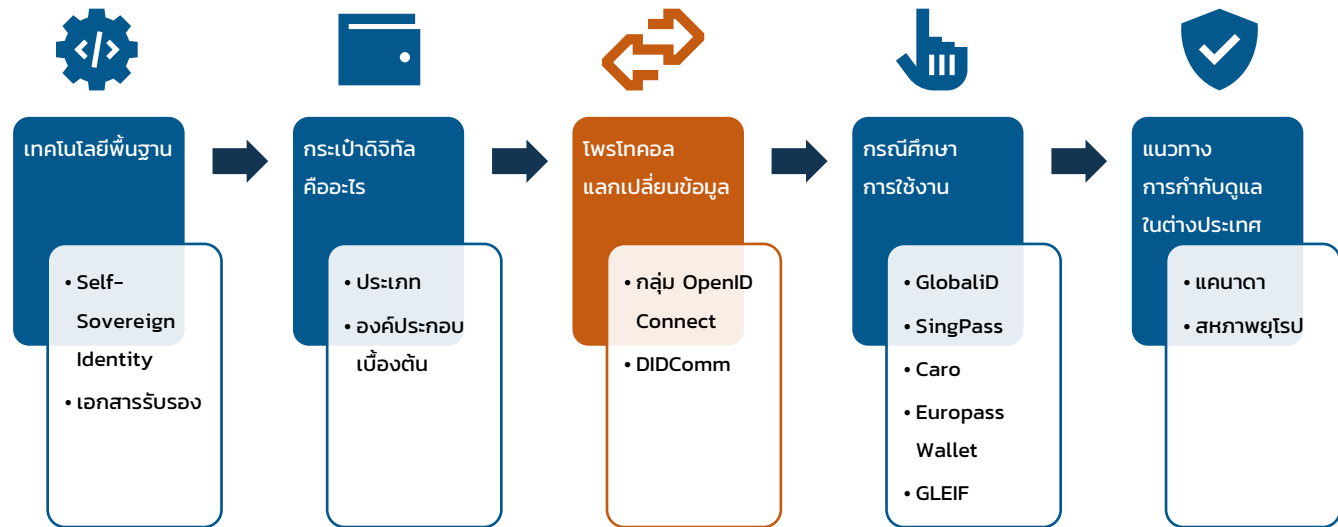 </>
เทคโนโลยีพื้นฐาน
• Self-
Sovereign
Identity
• เอกสารรับรอง
กระเป๋าดิจิทัล
คืออะไร
• ประเภท
• องค์ประกอบ
เบื้องต้น
โพรโทคอล
แลกเปลี่ยนข้อมูล
• กลุ่ม OpenID
Connect
• DIDComm
กรณีศึกษา
การใช้งาน
• GlobaliD
• SingPass
• Caro
• Europass
Wallet
• GLEIF
แนวทาง
การกำกับดูแล
ในต่างประเทศ
• แคนาดา
• สหภาพยุโรป